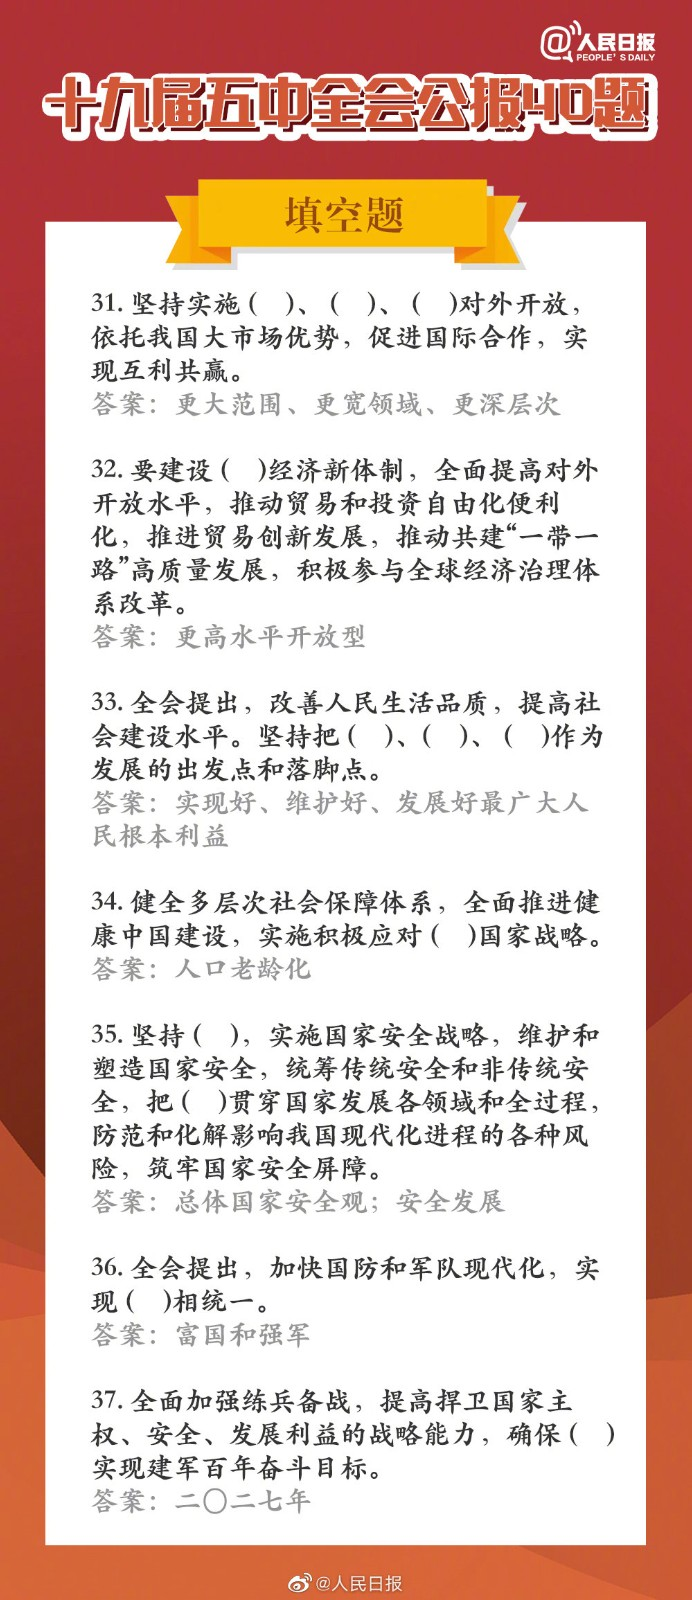 @人民日报
PEOPLE'S DAILY
十九届五中全会公报40题
填空题
31. 坚持实施（ ）、（ ）、（ ）对外开放，
依托我国大市场优势，促进国际合作，实
现互利共赢。
答案：更大范围、更宽领域、更深层次
32. 要建设（ ）经济新体制，全面提高对外
开放水平，推动贸易和投资自由化便利
化，推进贸易创新发展，推动共建“一带一
路”高质量发展，积极参与全球经济治理体
系改革。
答案：更高水平开放型
33. 全会提出，改善人民生活品质，提高社
会建设水平。坚持把（ ）、（ ）、（ ）作为
发展的出发点和落脚点。
答案：实现好、维护好、发展好最广大人
民根本利益
34. 健全多层次社会保障体系，全面推进健
康中国建设，实施积极应对（ ）国家战略。
答案：人口老龄化
35. 坚持（ ），实施国家安全战略，维护和
塑造国家安全，统筹传统安全和非传统安
全，把（ ）贯穿国家发展各领域和全过程，
防范和化解影响我国现代化进程的各种风
险，筑牢国家安全屏障。
答案：总体国家安全观；安全发展
36. 全会提出，加快国防和军队现代化，实
现（ ）相统一。
答案：富国和强军
37. 全面加强练兵备战，提高捍卫国家主
权、安全、发展利益的战略能力，确保（ ）
实现建军百年奋斗目标。
答案：二〇二七年
@人民日报